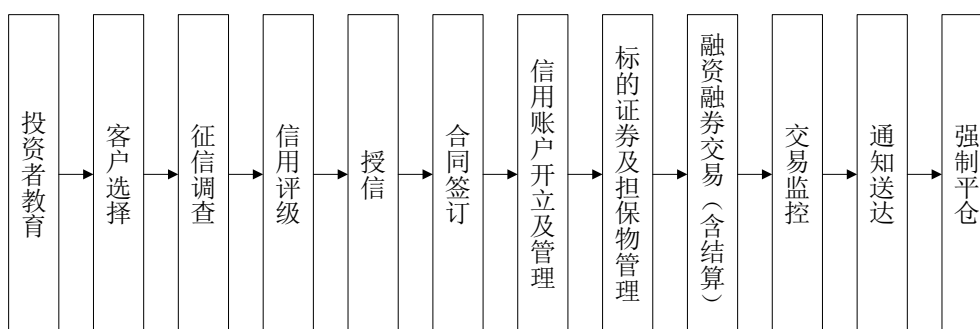 投资者教育
客户选择
征信调查
信用评级
授信
合同签订
信用账户开立及管理
标的证券及担保物管理
融资融券交易（含结算）
交易监控
通知送达
强制平仓